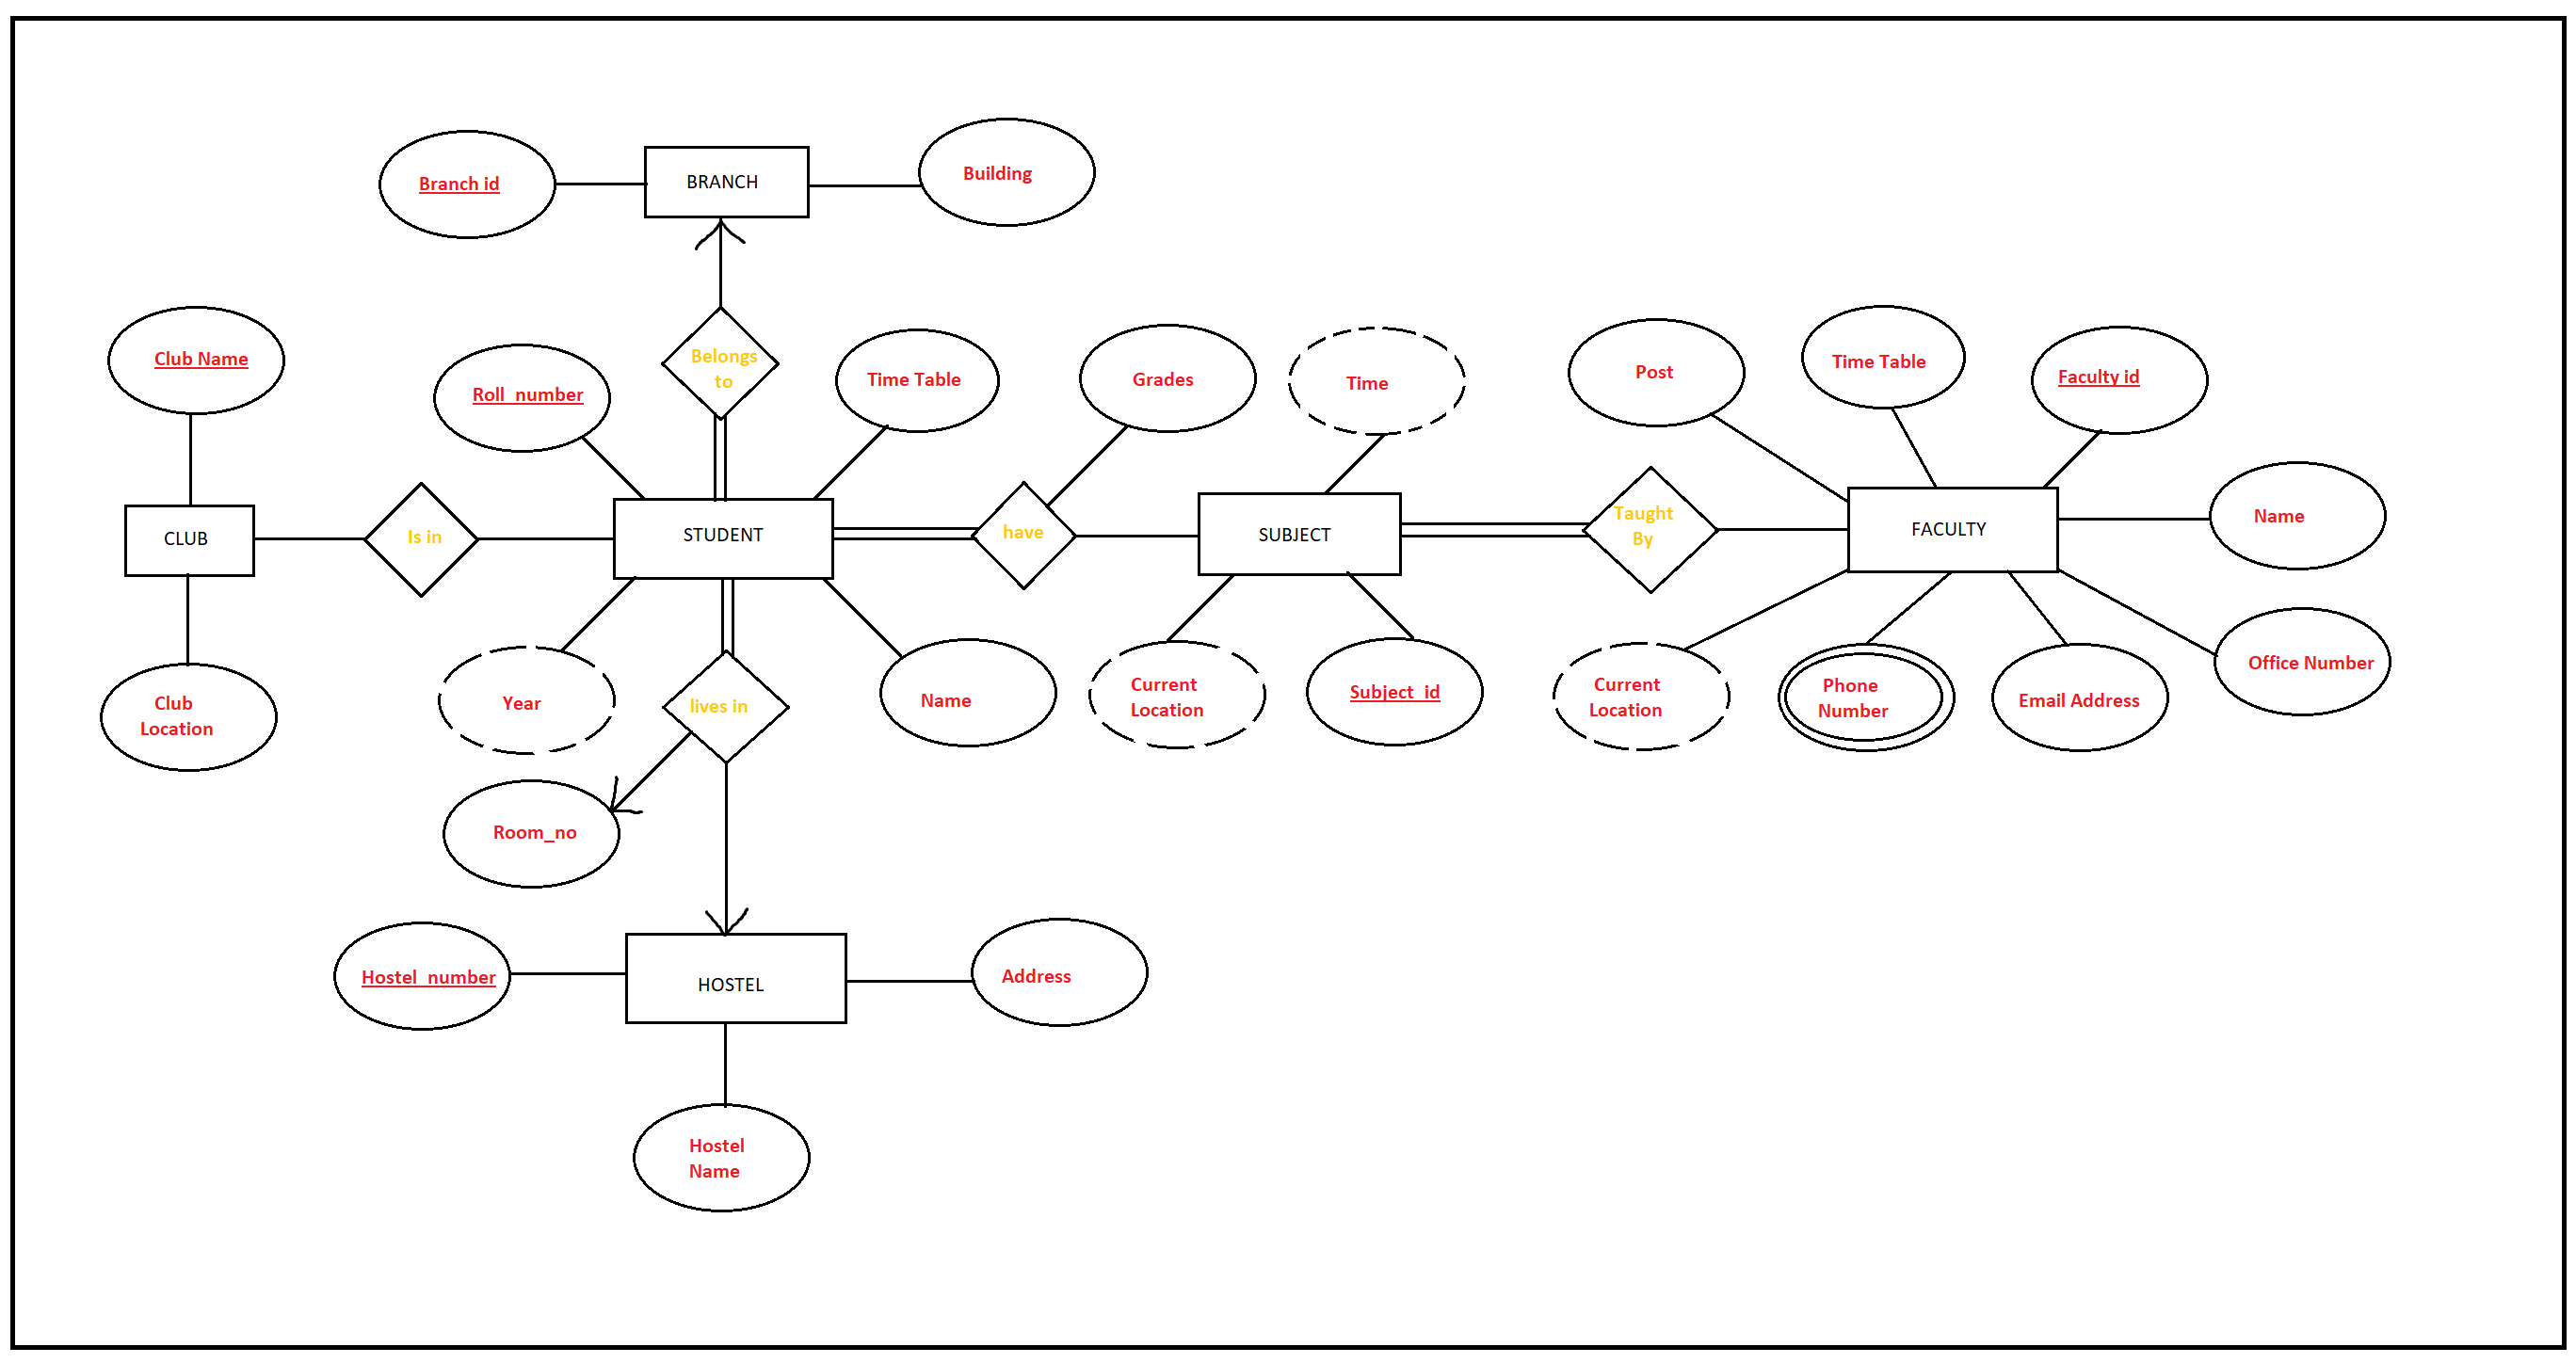 Branch id
BRANCH
Building
Club Name
Roll_number
Belongs
to
Time Table
Grades
Time
Post
Time Table
Faculty id
CLUB
Is in
STUDENT
have
SUBJECT
Taught
By
FACULTY
Name
Club
Location
Year
lives in
Name
Current
Location
Subject_id
Current
Location
Phone
Number
Email Address
Office Number
Room_no
Hostel_number
HOSTEL
Address
Hostel
Name